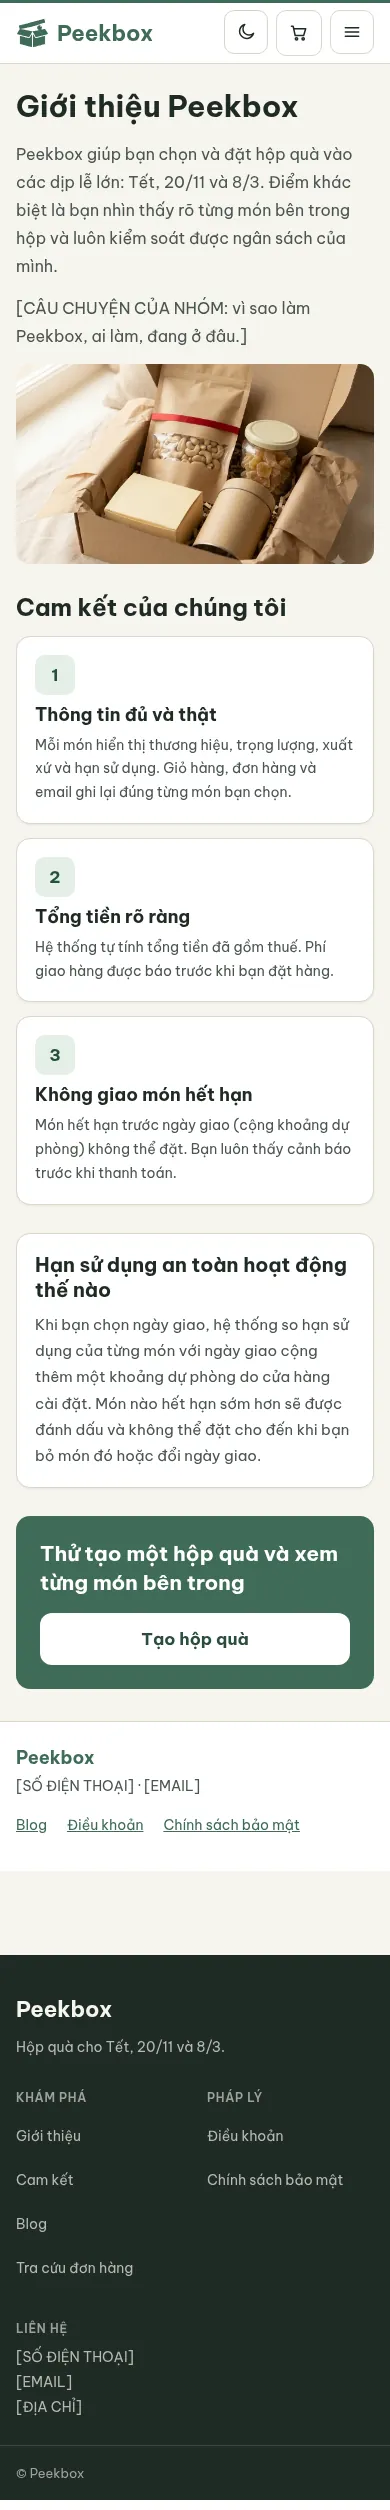 Peekbox
Giới thiệu Peekbox
Peekbox giúp bạn chọn và đặt hộp quà vào
các dịp lễ lớn: Tết, 20/11 và 8/3. Điểm khác
biệt là bạn nhìn thấy rõ từng món bên trong
hộp và luôn kiểm soát được ngân sách của
mình.
[CÂU CHUYỆN CỦA NHÓM: vì sao làm
Peekbox, ai làm, đang ở đâu.]
Cam kết của chúng tôi
1
Thông tin đủ và thật
Mỗi món hiển thị thương hiệu, trọng lượng, xuất
xứ và hạn sử dụng. Giỏ hàng, đơn hàng và
email ghi lại đúng từng món bạn chọn.
2
Tổng tiền rõ ràng
Hệ thống tự tính tổng tiền đã gồm thuế. Phí
giao hàng được báo trước khi bạn đặt hàng.
3
Không giao món hết hạn
Món hết hạn trước ngày giao (cộng khoảng dự
phòng) không thể đặt. Bạn luôn thấy cảnh báo
trước khi thanh toán.
Hạn sử dụng an toàn hoạt động
thế nào
Khi bạn chọn ngày giao, hệ thống so hạn sử
dụng của từng món với ngày giao cộng
thêm một khoảng dự phòng do cửa hàng
cài đặt. Món nào hết hạn sớm hơn sẽ được
đánh dấu và không thể đặt cho đến khi bạn
bỏ món đó hoặc đổi ngày giao.
Thử tạo một hộp quà và xem
từng món bên trong
Tạo hộp quà
Peekbox
[SỐ ĐIỆN THOẠI] · [EMAIL]
Blog Điều khoản Chính sách bảo mật
Peekbox
Hộp quà cho Tết, 20/11 và 8/3.
KHÁM PHÁ
Giới thiệu
Cam kết
Blog
Tra cứu đơn hàng
PHÁP LÝ
Điều khoản
Chính sách bảo mật
LIÊN HỆ
[SỐ ĐIỆN THOẠI]
[EMAIL]
[ĐỊA CHỈ]
© Peekbox